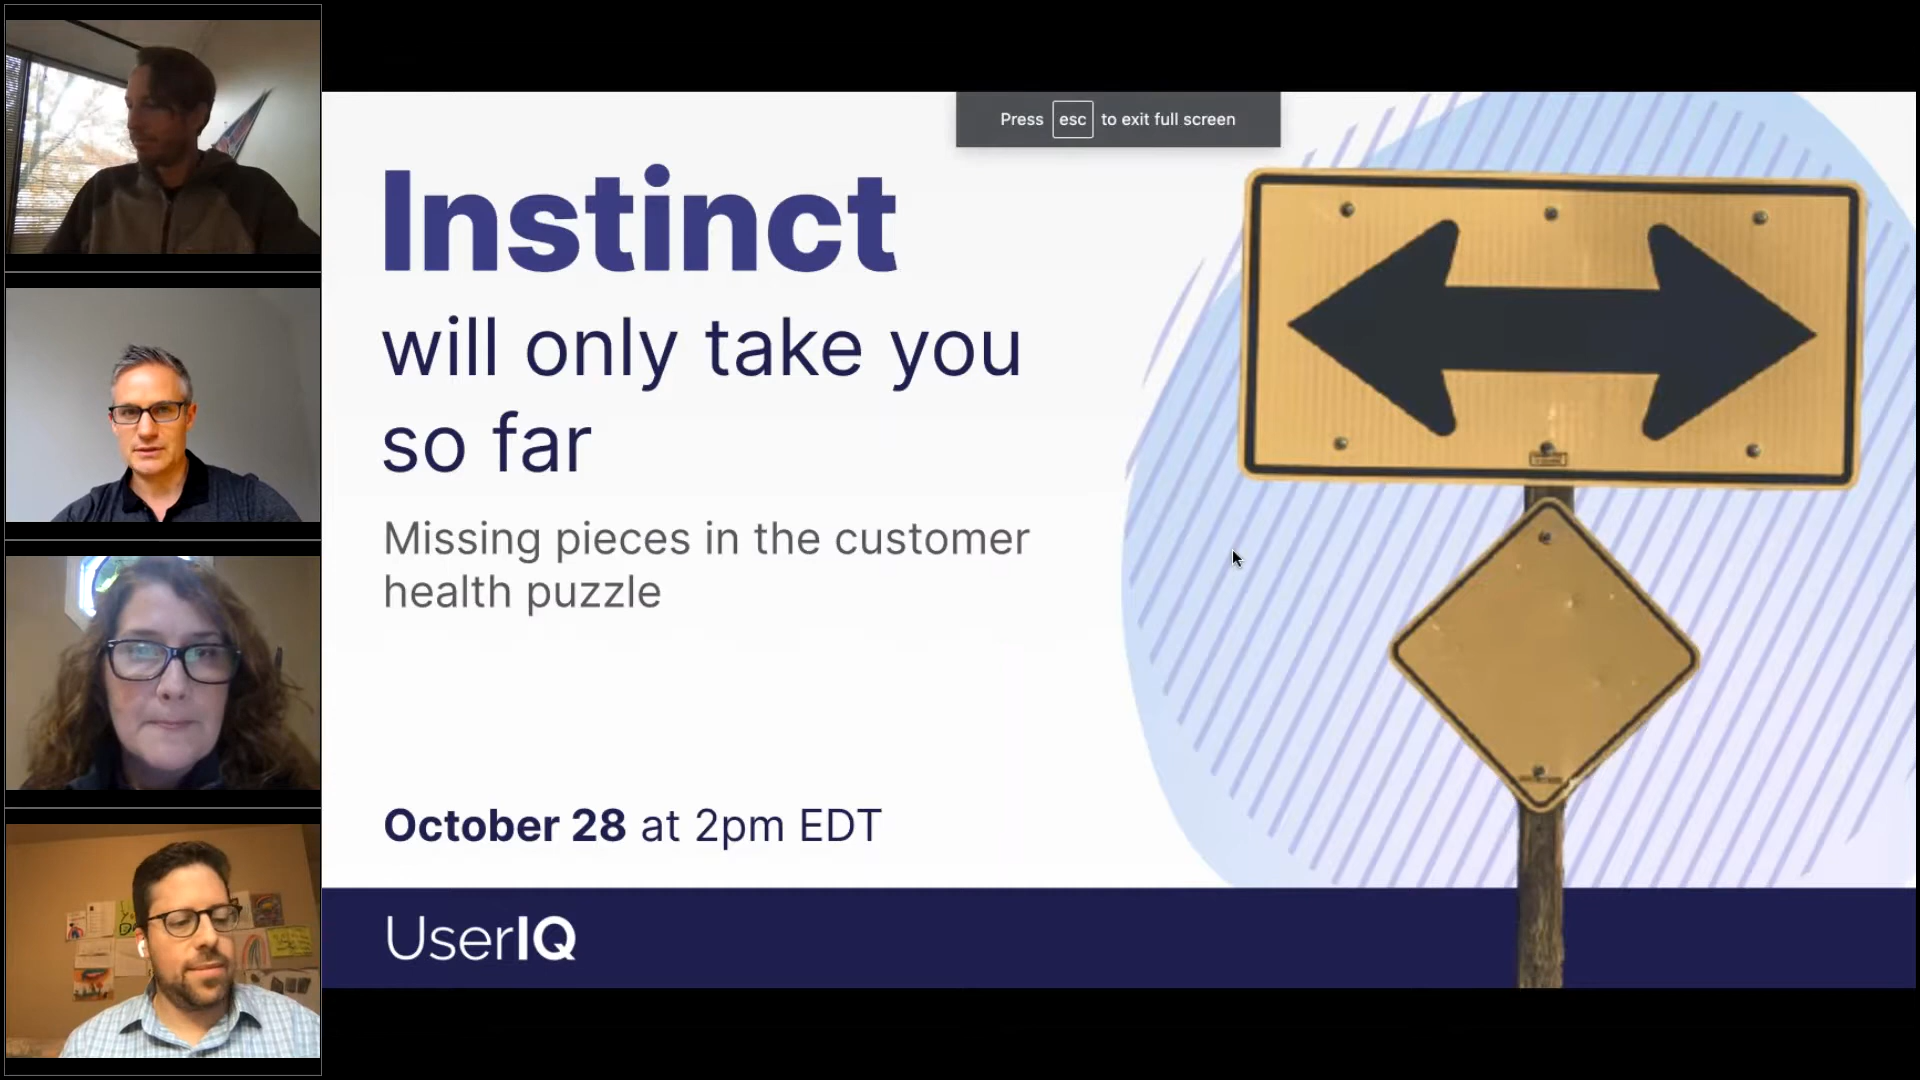 Press esc to exit full screen
Instinct
will only take you
so far
Missing pieces in the customer
health puzzle
October 28 at 2pm EDT
UserIQ